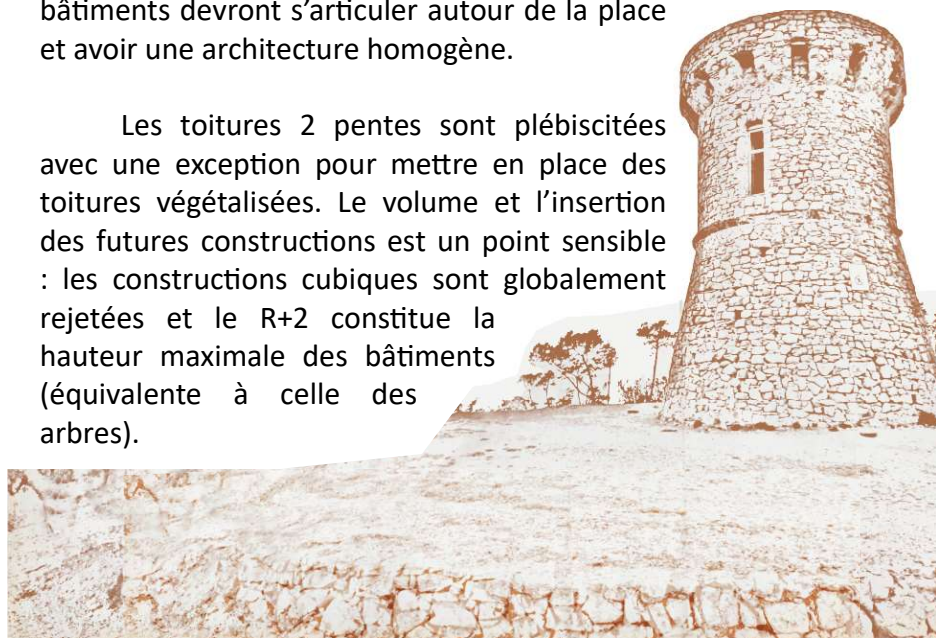 bâtiments devront s’articuler autour de la place
et avoir une architecture homogène.
Les toitures 2 pentes sont plébiscitées
avec une exception pour mettre en place des
toitures végétalisées. Le volume et l’insertion
des futures constructions est un point sensible
: les constructions cubiques sont globalement
rejetées et le R+2 constitue la
hauteur maximale des bâtiments
(équivalente à celle des
arbres).